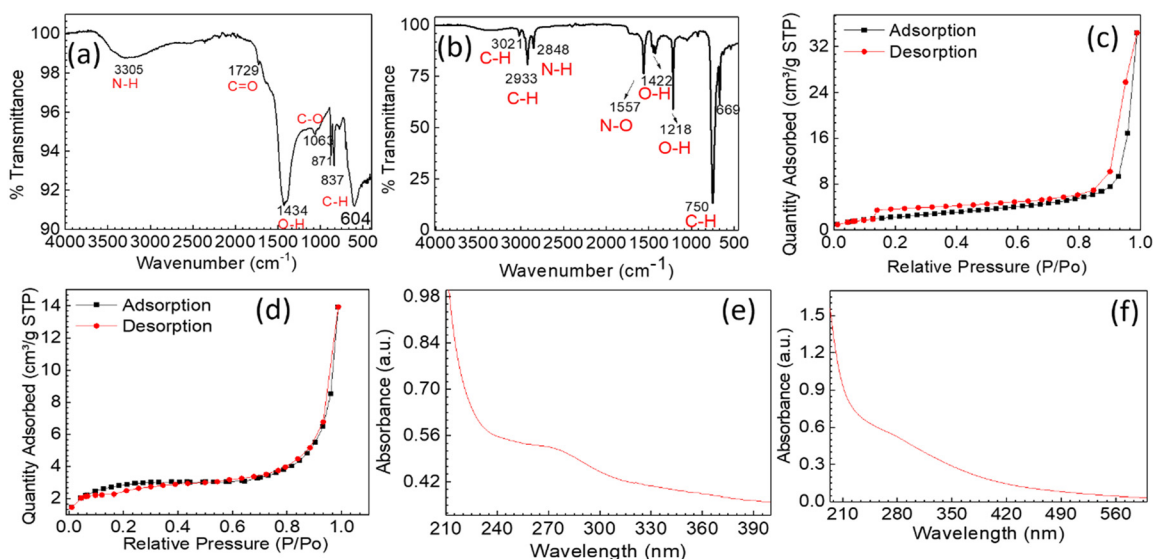 (a)
% Transmittance
100
98
96
94
92
90
3305
N-H
1729
C=O
C-O
1063
871
837
C-H
1434
O-H
604
4000 3000 2000 1000 400
Wavenumber (cm⁻¹)
(b)
% Transmittance
100
75
50
25
0
3021
C-H
2933
C-H
2848
N-H
1557
N-O
1422
O-H
1218
O-H
669
750
C-H
4000 3000 2000 1000 500
Wavenumber (cm⁻¹)
(c)
Adsorption
Desorption
Quantity Adsorbed (cm³/g STP)
32
24
16
8
0
0.0 0.2 0.4 0.6 0.8 1.0
Relative Pressure (P/Po)
(d)
Adsorption
Desorption
Quantity Adsorbed (cm³/g STP)
14
12
10
8
6
4
2
0.0 0.2 0.4 0.6 0.8 1.0
Relative Pressure (P/Po)
(e)
Absorbance (a.u.)
0.98
0.84
0.70
0.56
0.42
210 240 270 300 330 360 390
Wavelength (nm)
(f)
Absorbance (a.u.)
1.5
1.2
0.9
0.6
0.3
0.0
210 280 350 420 490 560
Wavelength (nm)